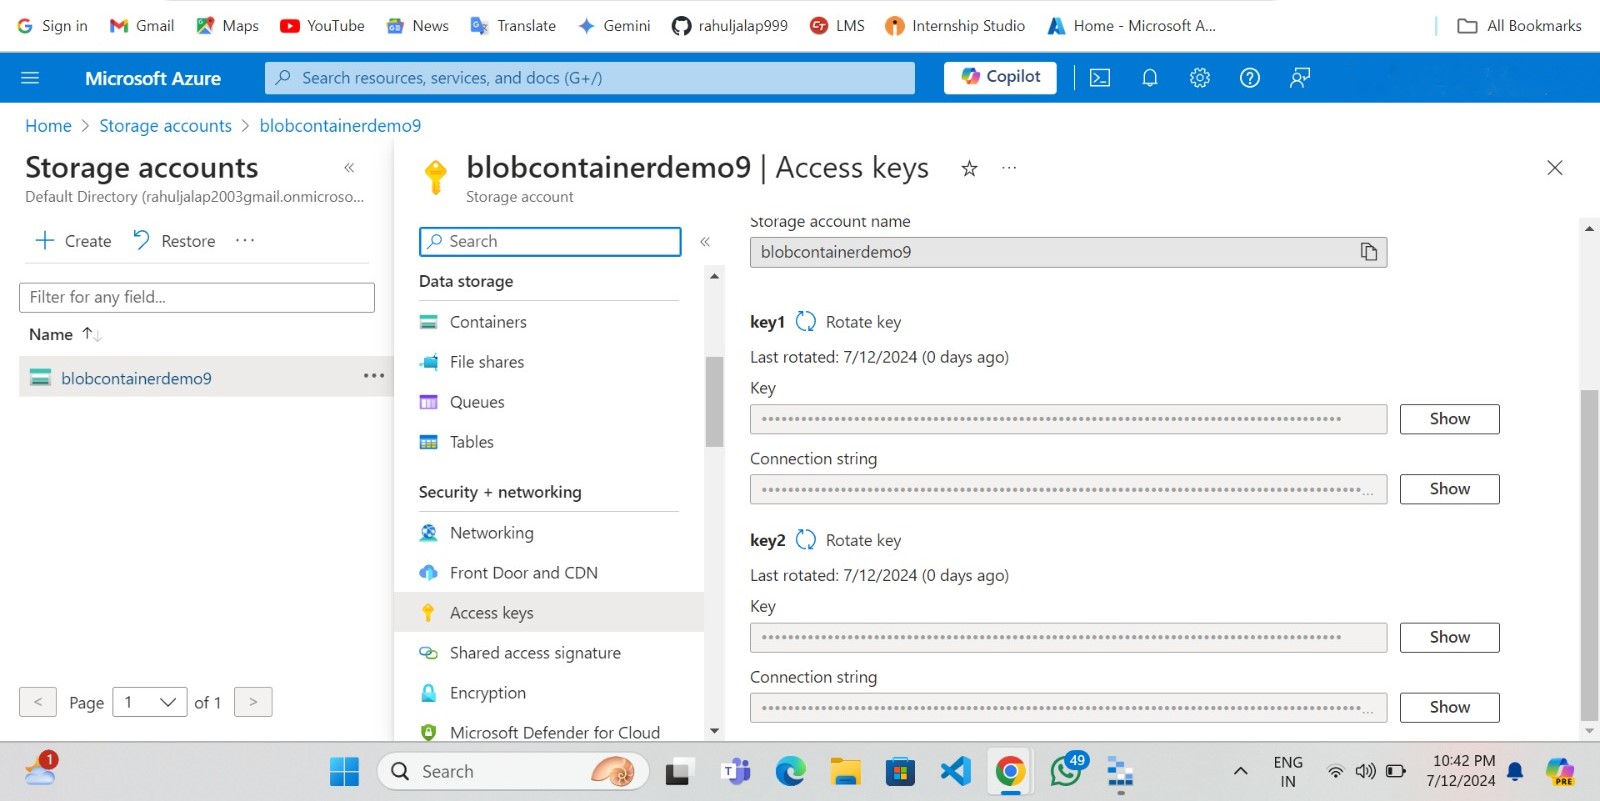 Sign in Gmail Maps YouTube News Translate Gemini rahuljalap999 LMS Internship Studio Home - Microsoft A... All Bookmarks
Microsoft Azure Search resources, services, and docs (G+/) Copilot
Home > Storage accounts > blobcontainerdemo9
Storage accounts
Default Directory (rahuljalap2003gmail.onmicroso...
Create Restore ...
Filter for any field...
Name
blobcontainerdemo9 ...
< Page 1 of 1 >
blobcontainerdemo9 | Access keys ...
Storage account
Search
Data storage
Containers
File shares
Queues
Tables
Security + networking
Networking
Front Door and CDN
Access keys
Shared access signature
Encryption
Microsoft Defender for Cloud
Storage account name
blobcontainerdemo9
key1 Rotate key
Last rotated: 7/12/2024 (0 days ago)
Key
Show
Connection string
Show
key2 Rotate key
Last rotated: 7/12/2024 (0 days ago)
Key
Show
Connection string
Show
1
Search
49
ENG
IN
10:42 PM
7/12/2024
PRE